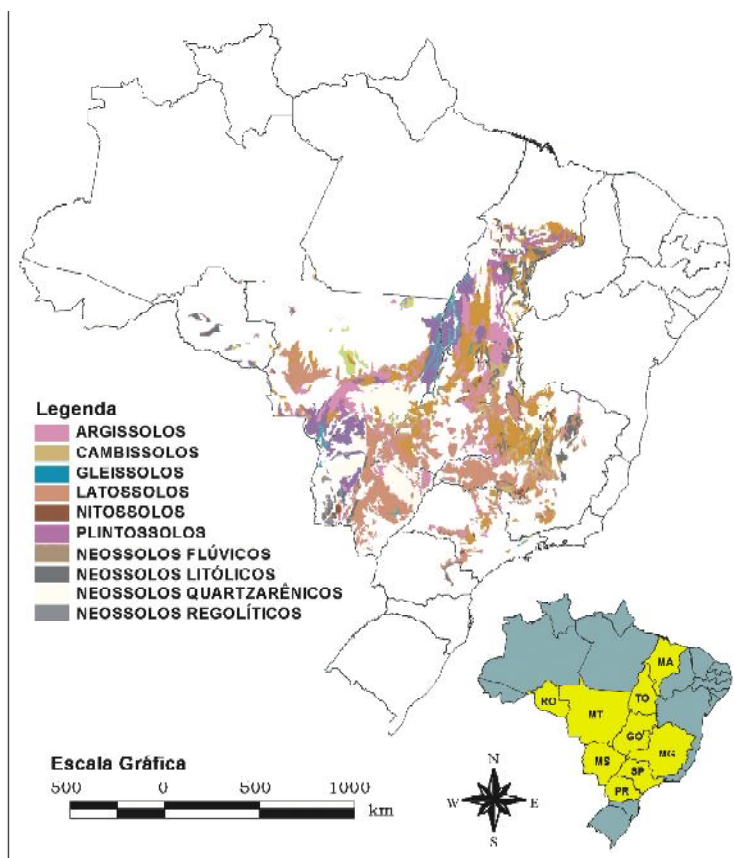 Legenda
ARGISSOLOS
CAMBISSOLOS
GLEISSOLOS
LATOSSOLOS
NITOSSOLOS
PLINTOSSOLOS
NEOSSOLOS FLÚVICOS
NEOSSOLOS LITÓLICOS
NEOSSOLOS QUARTZARÊNICOS
NEOSSOLOS REGOLÍTICOS
MA
RO
TO
MT
GO
MG
MS
SP
PR
Escala Gráfica
500 0 500 1000
km
N
W E
S